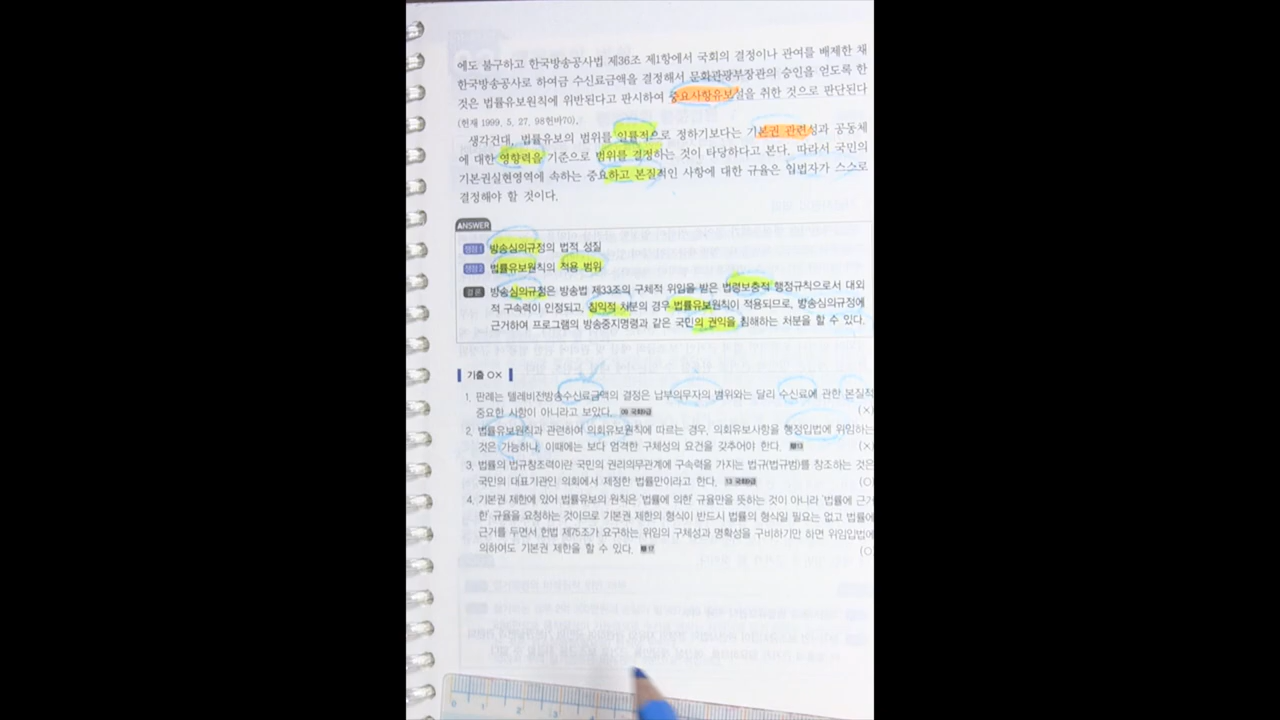 에도 불구하고 한국방송공사법 제36조 제1항에서 국회의 결정이나 관여를 배제한 채
한국방송공사로 하여금 수신료금액을 결정해서 문화관광부장관의 승인을 얻도록 한
것은 법률유보원칙에 위반된다고 판시하여 중요사항유보설을 취한 것으로 판단된다
(헌재 1999. 5. 27. 98헌바70).
생각건대, 법률유보의 범위를 일률적으로 정하기보다는 기본권 관련성과 공동체
에 대한 영향력을 기준으로 범위를 결정하는 것이 타당하다고 본다. 따라서 국민의
기본권실현영역에 속하는 중요하고 본질적인 사항에 대한 규율은 입법자가 스스로
결정해야 할 것이다.
ANSWER
쟁점1 방송심의규정의 법적 성질
쟁점2 법률유보원칙의 적용 범위
결론 방송심의규정은 방송법 제33조의 구체적 위임을 받은 법령보충적 행정규칙으로서 대외
적 구속력이 인정되고, 침익적 처분의 경우 법률유보원칙이 적용되므로, 방송심의규정에
근거하여 프로그램의 방송중지명령과 같은 국민의 권익을 침해하는 처분을 할 수 있다.
기출 OX
1. 판례는 텔레비전방송수신료금액의 결정은 납부의무자의 범위와는 달리 수신료에 관한 본질적
중요한 사항이 아니라고 보았다. (×)
2. 법률유보원칙과 관련하여 의회유보원칙에 따르는 경우, 의회유보사항을 행정입법에 위임하는
것은 가능하나, 이때에는 보다 엄격한 구체성의 요건을 갖추어야 한다. (×)
3. 법률의 법규창조력이란 국민의 권리의무관계에 구속력을 가지는 법규(법규범)를 창조하는 것은
국민의 대표기관인 의회에서 제정한 법률만이라고 한다. (O
4. 기본권 제한에 있어 법률유보의 원칙은 '법률에 의한' 규율만을 뜻하는 것이 아니라 '법률에 근거
한' 규율을 요청하는 것이므로 기본권 제한의 형식이 반드시 법률의 형식일 필요는 없고 법률에
근거를 두면서 헌법 제75조가 요구하는 위임의 구체성과 명확성을 구비하기만 하면 위임입법에
의하여도 기본권 제한을 할 수 있다. (O
0 1 2 3 4